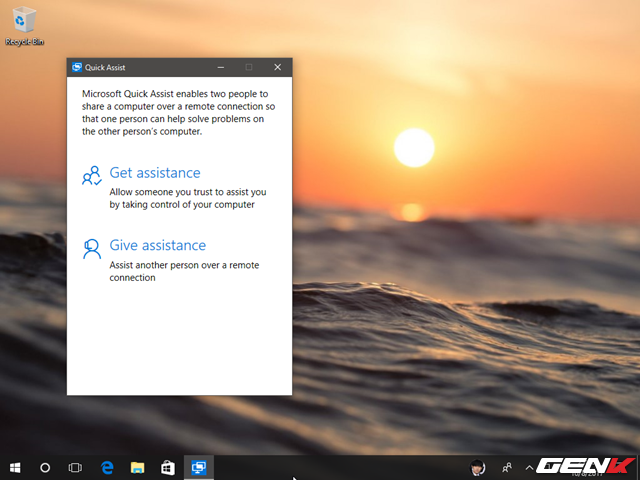 Recycle Bin
Quick Assist
Microsoft Quick Assist enables two people to
share a computer over a remote connection so
that one person can help solve problems on
the other person's computer.
Get assistance
Allow someone you trust to assist you
by taking control of your computer
Give assistance
Assist another person over a remote
connection
GENK